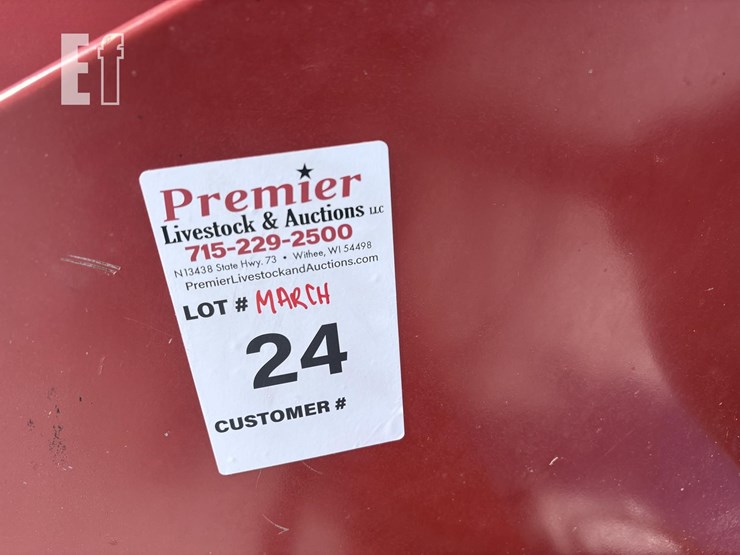 Ef
Premier
Livestock & Auctions LLC
715-229-2500
N13438 State Hwy. 73 • Withee, WI 54498
PremierLivestockandAuctions.com
LOT # MARCH
24
CUSTOMER #